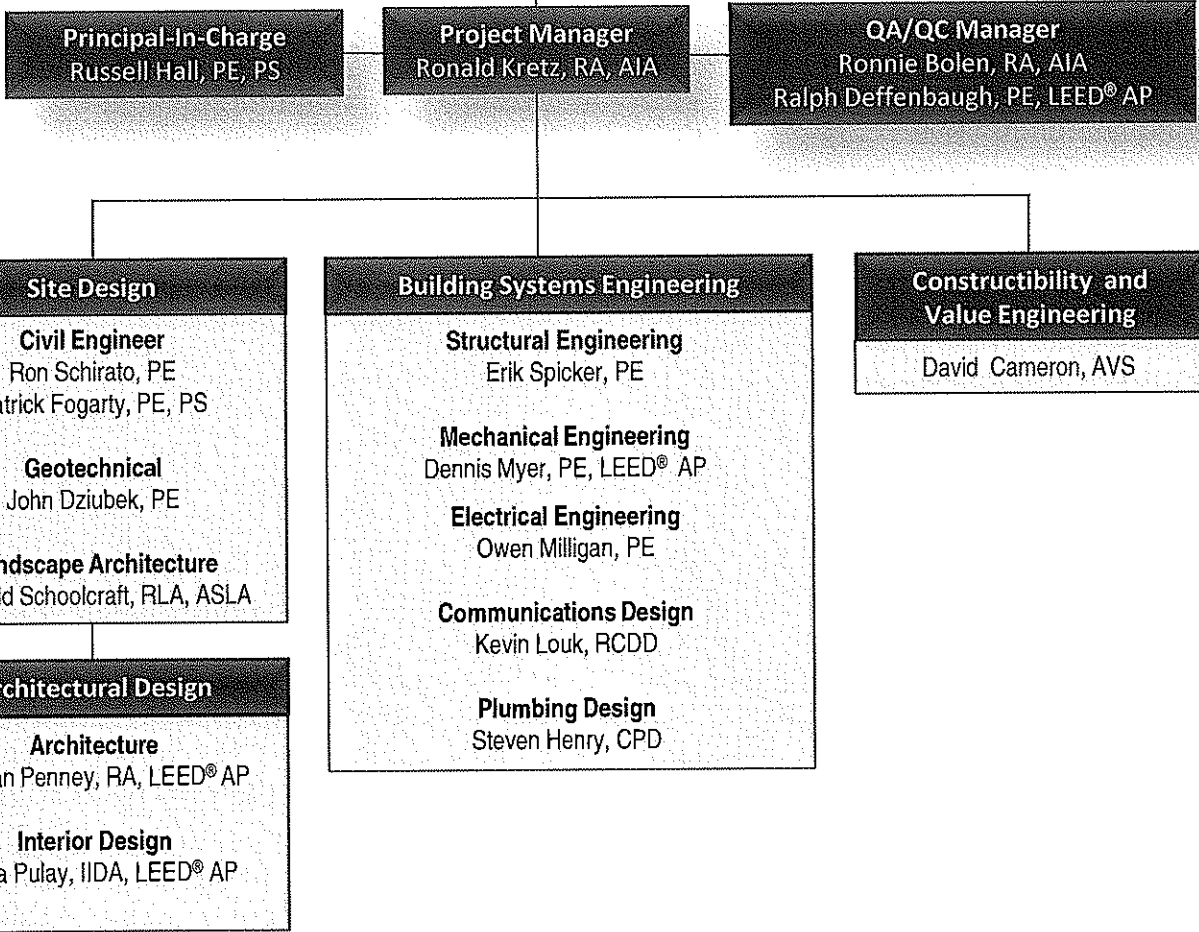 Principal-In-Charge
Russell Hall, PE, PS
Project Manager
Ronald Kretz, RA, AIA
QA/QC Manager
Ronnie Bolen, RA, AIA
Ralph Deffenbaugh, PE, LEED® AP
Site Design
Civil Engineer
Ron Schirato, PE
Fogarty, PE, PS
Geotechnical
John Dziubek, PE
Architecture
Schoolcraft, RLA, ASLA
Design
Architecture
Penney, RA, LEED® AP
Interior Design
Pulay, IIDA, LEED® AP
Building Systems Engineering
Structural Engineering
Erik Spicker, PE
Mechanical Engineering
Dennis Myer, PE, LEED® AP
Electrical Engineering
Owen Milligan, PE
Communications Design
Kevin Louk, RCDD
Plumbing Design
Steven Henry, CPD
Constructibility and
Value Engineering
David Cameron, AVS